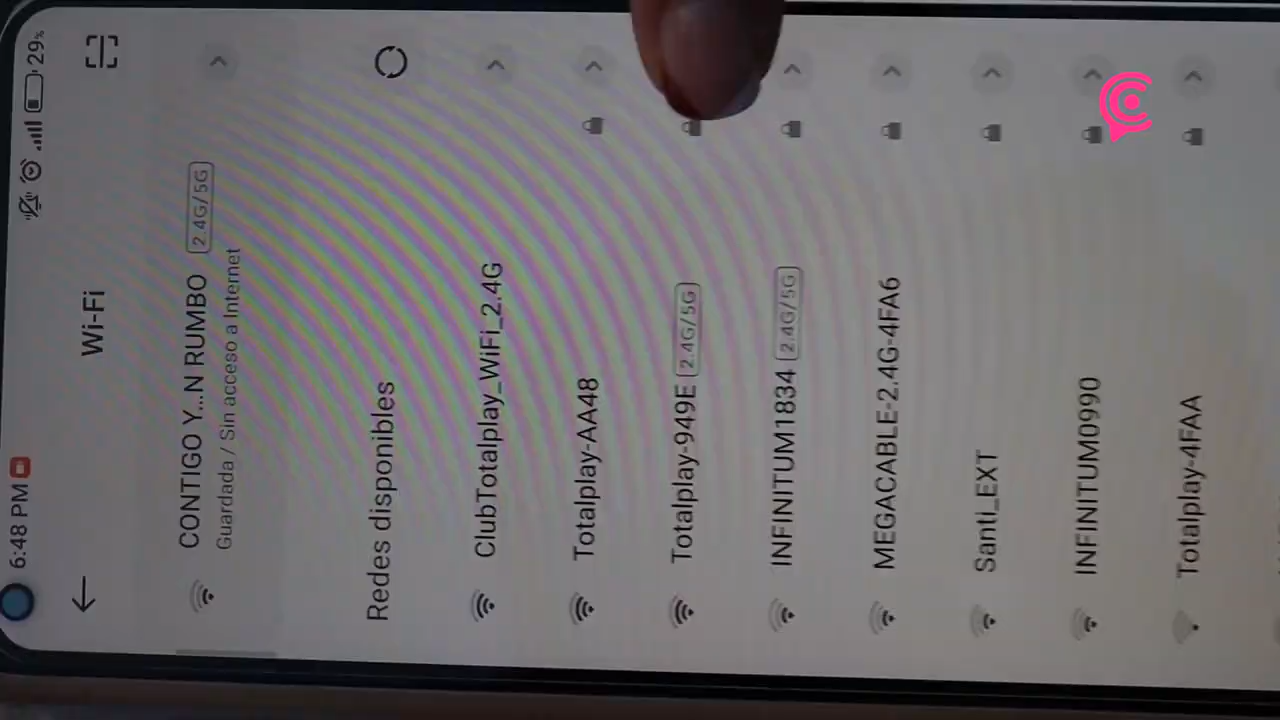 6:48 PM
29%
Wi-Fi
CONTIGO Y...N RUMBO 2.4G/5G
Guardada / Sin acceso a Internet
Redes disponibles
ClubTotalplay_WiFi_2.4G
Totalplay-AA48
Totalplay-949E 2.4G/5G
INFINITUM1834 2.4G/5G
MEGACABLE-2.4G-4FA6
Santi_EXT
INFINITUM0990
Totalplay-4FAA